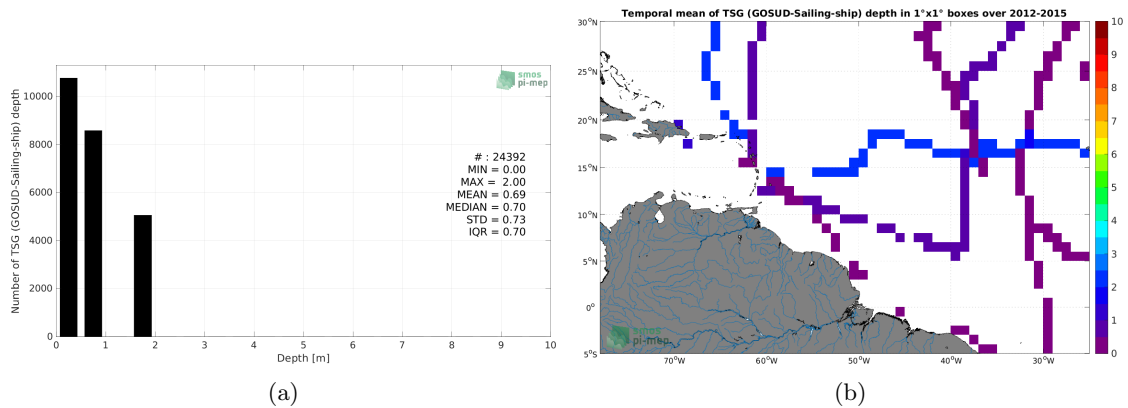 smos
pi-mep
Number of TSG (GOSUD-Sailing-ship) depth
10000
8000
6000
4000
2000
0
# : 24392
MIN = 0.00
MAX = 2.00
MEAN = 0.69
MEDIAN = 0.70
STD = 0.73
IQR = 0.70
0 1 2 3 4 5 6 7 8 9 10
Depth [m]
(a)
Temporal mean of TSG (GOSUD-Sailing-ship) depth in 1°x1° boxes over 2012-2015
30°N
25°N
20°N
15°N
10°N
5°N
0°
5°S
70°W 60°W 50°W 40°W 30°W
10
9
8
7
6
5
4
3
2
1
0
smos
pi-mep
(b)